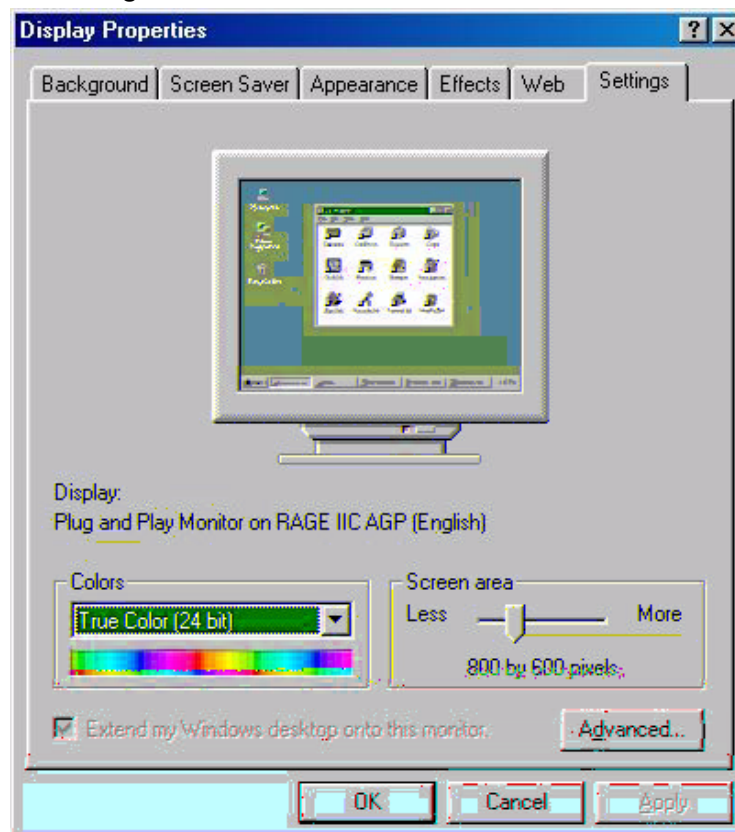 Display Properties
Background Screen Saver Appearance Effects Web Settings
Display:
Plug and Play Monitor on RAGE IIC AGP (English)
Colors
True Color (24 bit)
Screen area
Less More
800 by 600 pixels
Extend my Windows desktop onto this monitor.
Advanced...
OK Cancel Apply